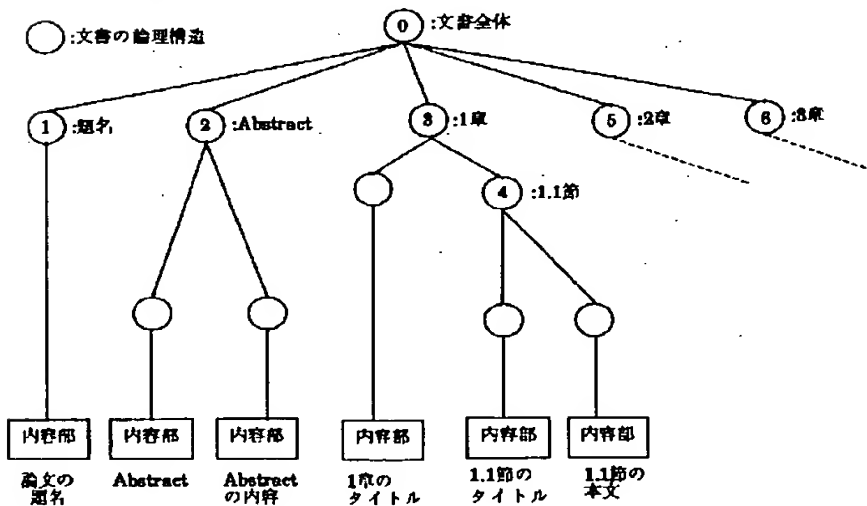 0 :文書全体
:文書の論理構造
1 :題名
2 :Abstract
3 :1章
5 :2章
6 :3章
4 :1.1節
内容部
内容部
内容部
内容部
内容部
内容部
論文の
題名
Abstract
Abstract
の内容
1章の
タイトル
1.1節の
タイトル
1.1節の
本文